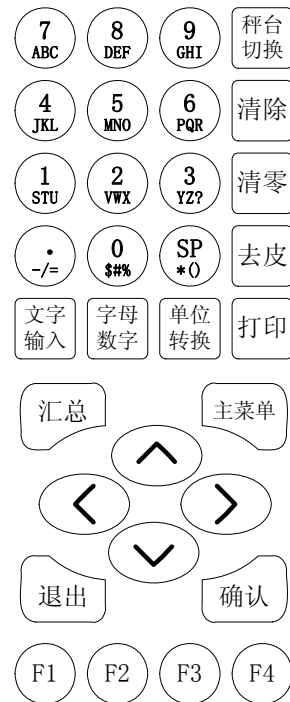 7 8 9 秤台
ABC DEF GHI 切换
4 5 6 清除
JKL MNO PQR
1 2 3 清零
STU VWX YZ?
. 0 SP 去皮
-/= $#% *()
文字 字母 单位 打印
输入 数字 转换
汇总 主菜单
退出 确认
F1 F2 F3 F4